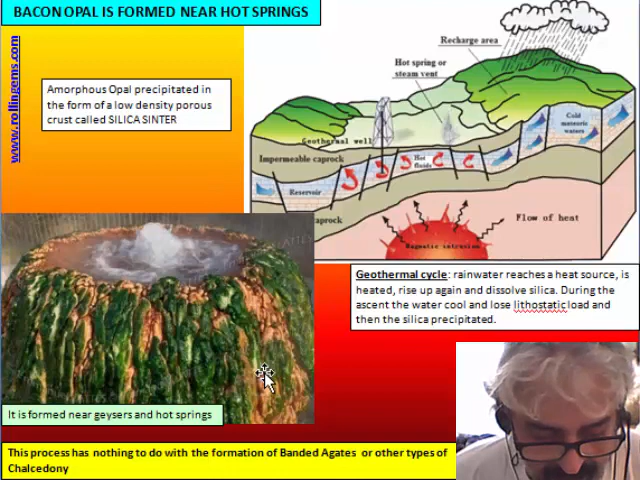 BACON OPAL IS FORMED NEAR HOT SPRINGS
www.rollingems.com
Amorphous Opal precipitated in
the form of a low density porous
crust called SILICA SINTER
Recharge area
Hot spring or
steam vent
Geothermal well
Cold
meteoric
waters
Impermeable caprock
Hot
fluids
Reservoir
caprock
Flow of heat
Magmatic intrusion
Geothermal cycle: rainwater reaches a heat source, is
heated, rise up again and dissolve silica. During the
ascent the water cool and lose lithostatic load and
then the silica precipitated.
It is formed near geysers and hot springs
This process has nothing to do with the formation of Banded Agates or other types of
Chalcedony